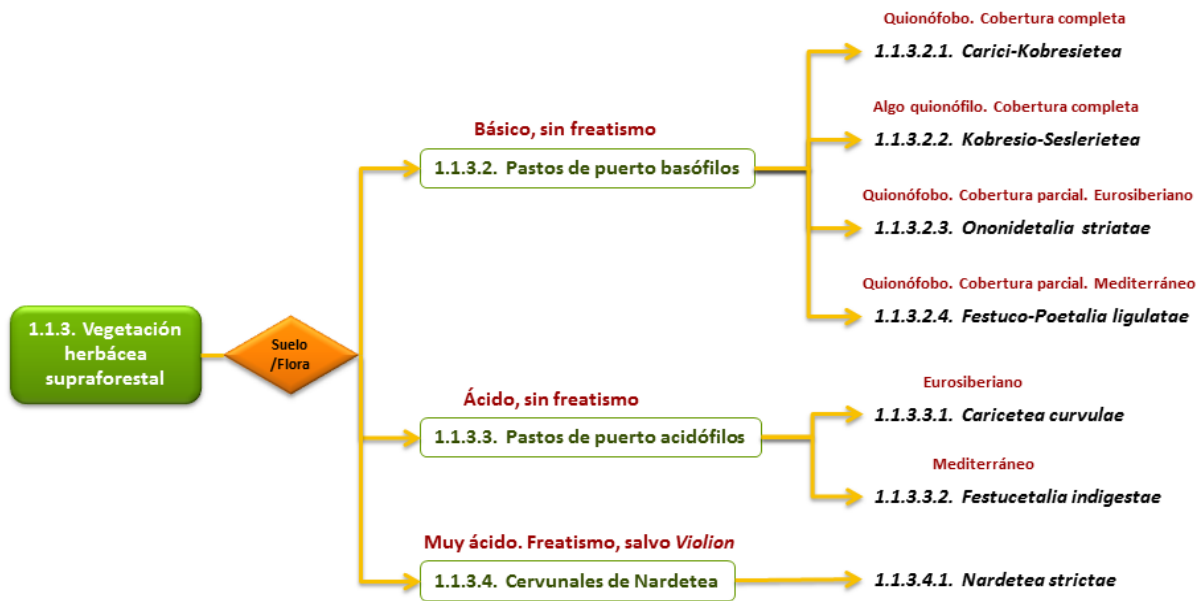 Quionófobo. Cobertura completa
1.1.3.2.1. Carici-Kobresietea
Algo quionófilo. Cobertura completa
1.1.3.2.2. Kobresio-Seslerietea
Básico, sin freatismo
1.1.3.2. Pastos de puerto basófilos
Quionófobo. Cobertura parcial. Eurosiberiano
1.1.3.2.3. Ononidetalia striatae
Quionófobo. Cobertura parcial. Mediterráneo
1.1.3.2.4. Festuco-Poetalia ligulatae
1.1.3. Vegetación
herbácea
supraforestal
Suelo
/Flora
Ácido, sin freatismo
1.1.3.3. Pastos de puerto acidófilos
Eurosiberiano
1.1.3.3.1. Caricetea curvulae
Mediterráneo
1.1.3.3.2. Festucetalia indigestae
Muy ácido. Freatismo, salvo Violion
1.1.3.4. Cervunales de Nardetea
1.1.3.4.1. Nardetea strictae